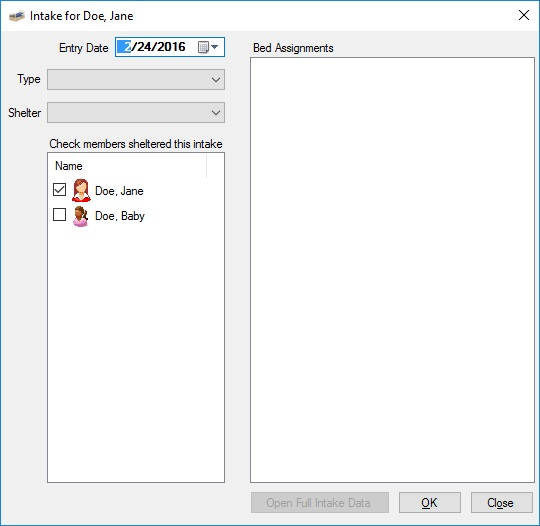 Intake for Doe, Jane
Entry Date 2/24/2016
Bed Assignments
Type
Shelter
Check members sheltered this intake
Name
Doe, Jane
Doe, Baby
Open Full Intake Data
OK
Close